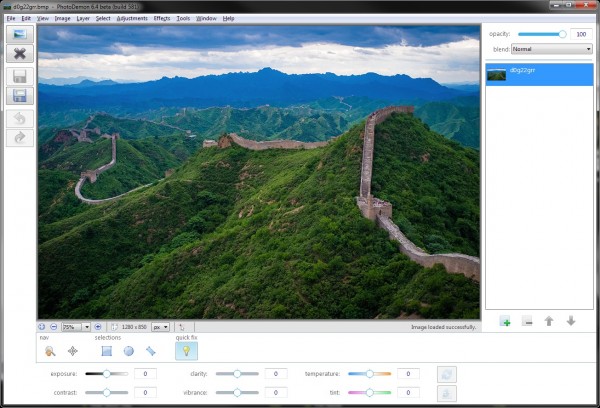 d0g22grr.bmp - PhotoDemon 6.4 beta (build 381)
File Edit View Image Layer Select Adjustments Effects Tools Window Help
opacity: 100
blend: Normal
d0g22grr
75% 1280 x 850 px Image loaded successfully.
nav selections quick fix
exposure: 0 clarity: 0 temperature: 0
contrast: 0 vibrance: 0 tint: 0